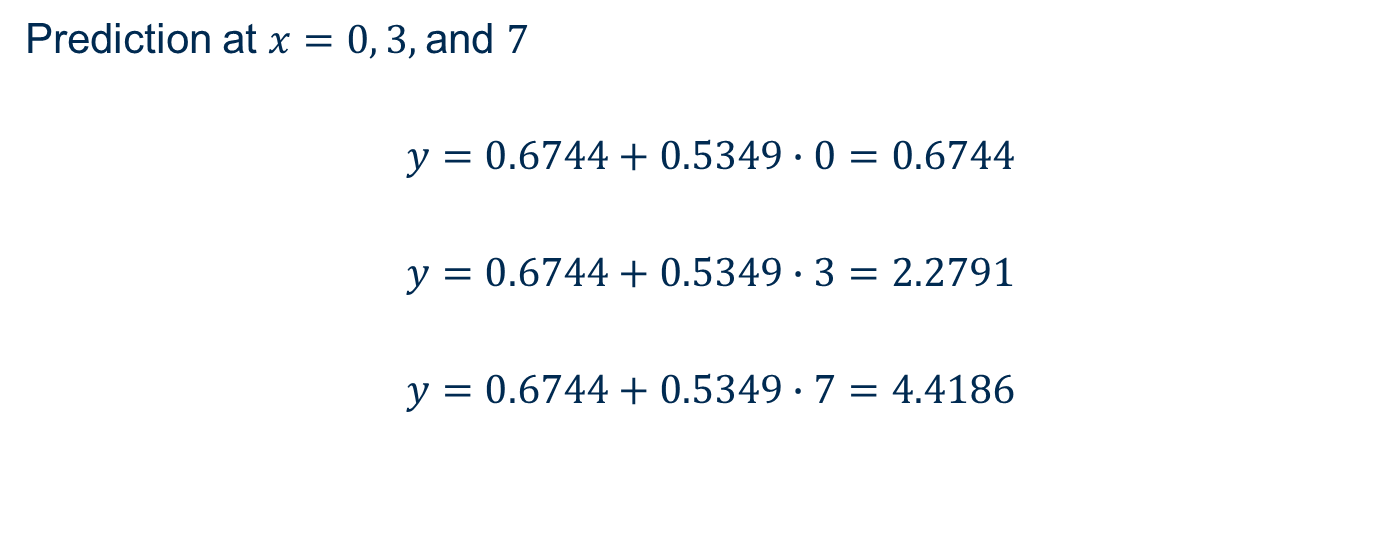 Prediction at x = 0, 3, and 7
y = 0.6744 + 0.5349 · 0 = 0.6744
y = 0.6744 + 0.5349 · 3 = 2.2791
y = 0.6744 + 0.5349 · 7 = 4.4186